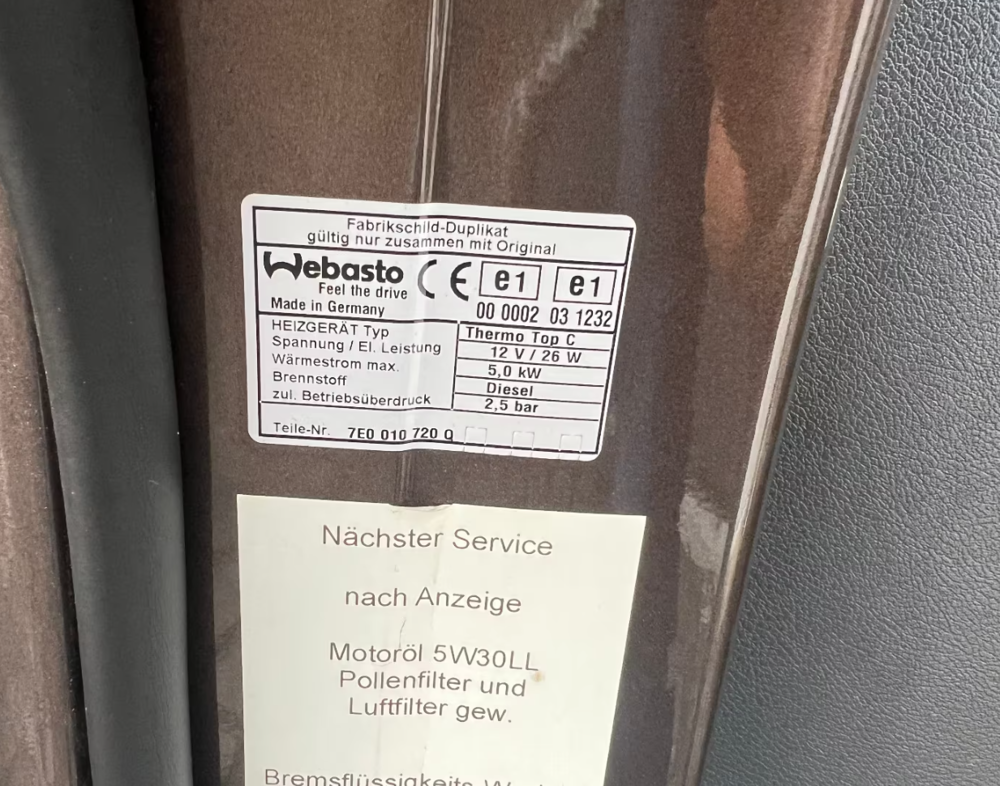 Fabrikschild-Duplikat
gültig nur zusammen mit Original
Webasto CE e1 e1
Feel the drive
Made in Germany 00 0002 03 1232
HEIZGERÄT Typ Thermo Top C
Spannung / El. Leistung 12 V / 26 W
Wärmestrom max. 5,0 kW
Brennstoff Diesel
zul. Betriebsüberdruck 2,5 bar
Teile-Nr. 7E0 010 720 Q
Nächster Service
nach Anzeige
Motoröl 5W30LL
Pollenfilter und
Luftfilter gew.
Bremsflüssigkeits